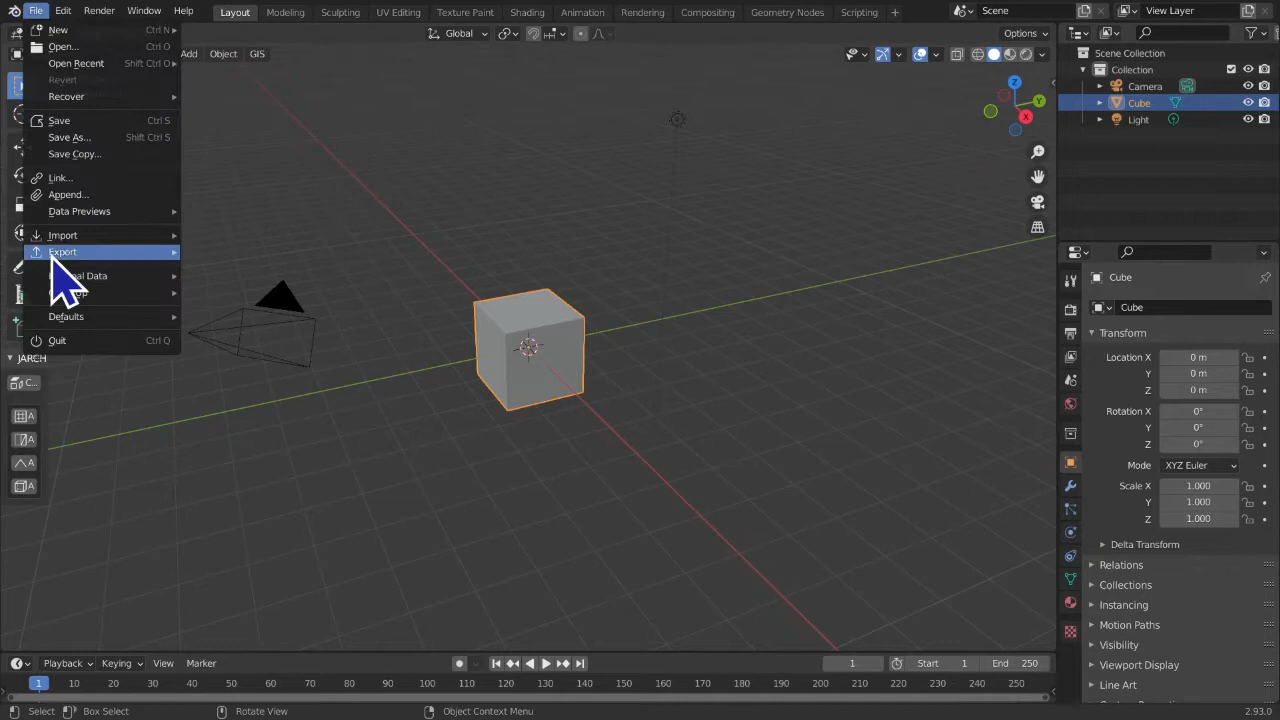 File Edit Render Window Help Layout Modeling Sculpting UV Editing Texture Paint Shading Animation Rendering Compositing Geometry Nodes Scripting + Scene View Layer
Global Options
Add Object GIS
New Ctrl N
Open... Ctrl O
Open Recent Shift Ctrl O
Revert
Recover
Save Ctrl S
Save As... Shift Ctrl S
Save Copy...
Link...
Append...
Data Previews
Import
Export
Data
Defaults
Quit Ctrl Q
JARCH
C...
A
A
A
A
Z
Y
X
Scene Collection
Collection
Camera
Cube
Light
Cube
Cube
Transform
Location X 0 m
Y 0 m
Z 0 m
Rotation X 0°
Y 0°
Z 0°
Mode XYZ Euler
Scale X 1.000
Y 1.000
Z 1.000
Delta Transform
Relations
Collections
Instancing
Motion Paths
Visibility
Viewport Display
Line Art
Playback Keying View Marker 1 Start 1 End 250
1 10 20 30 40 50 60 70 80 90 100 110 120 130 140 150 160 170 180 190 200 210 220 230 240 250
Select Box Select Rotate View Object Context Menu 2.93.0